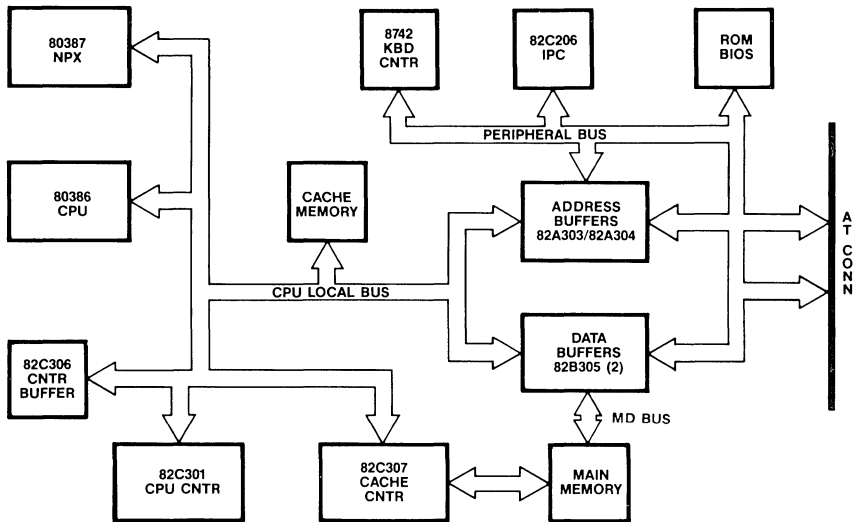 80387
NPX
8742
KBD
CNTR
82C206
IPC
ROM
BIOS
PERIPHERAL BUS
80386
CPU
CACHE
MEMORY
ADDRESS
BUFFERS
82A303/82A304
AT CONN
CPU LOCAL BUS
DATA
BUFFERS
82B305 (2)
82C306
CNTR
BUFFER
MD BUS
82C301
CPU CNTR
82C307
CACHE
CNTR
MAIN
MEMORY